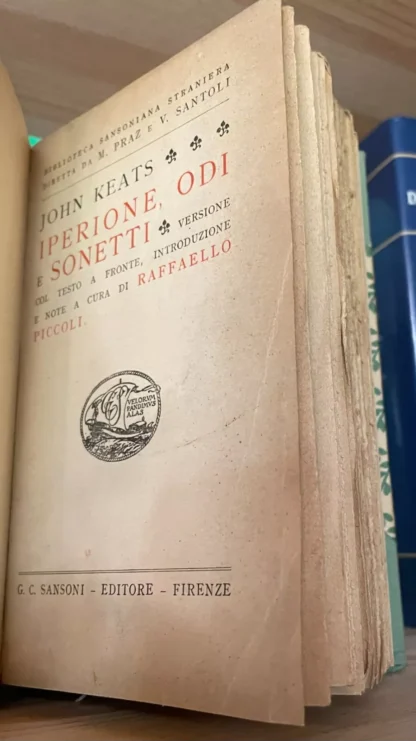 BIBLIOTECA SANSONIANA STRANIERA
DIRETTA DA M. PRAZ E V. SANTOLI
JOHN KEATS
IPERIONE, ODI
E SONETTI VERSIONE
COL TESTO A FRONTE, INTRODUZIONE
E NOTE A CURA DI RAFFAELLO
PICCOLI.
VELORUM
PANDIMUS
ALAS
G. C. SANSONI – EDITORE – FIRENZE
D